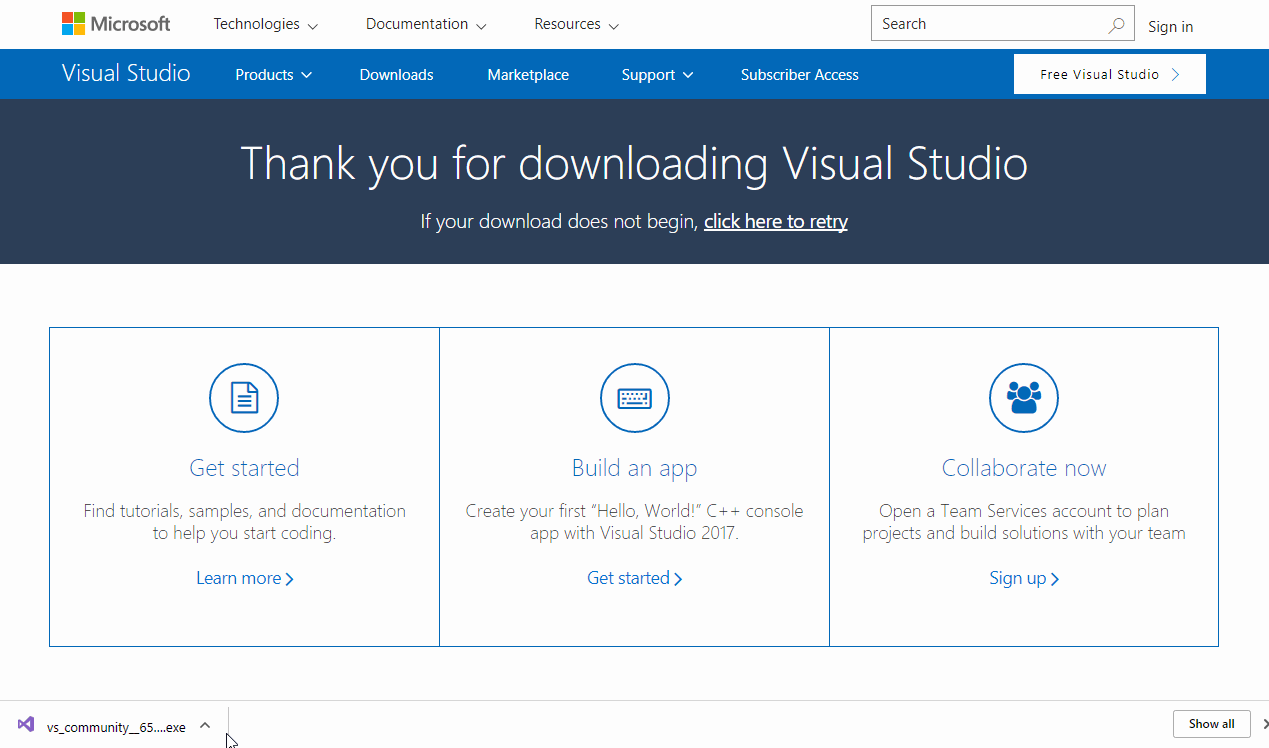 Microsoft Technologies Documentation Resources Search Sign in
Visual Studio Products Downloads Marketplace Support Subscriber Access Free Visual Studio
Thank you for downloading Visual Studio
If your download does not begin, click here to retry
Get started
Find tutorials, samples, and documentation
to help you start coding.
Learn more
Build an app
Create your first “Hello, World!” C++ console
app with Visual Studio 2017.
Get started
Collaborate now
Open a Team Services account to plan
projects and build solutions with your team
Sign up
vs_community__65....exe Show all